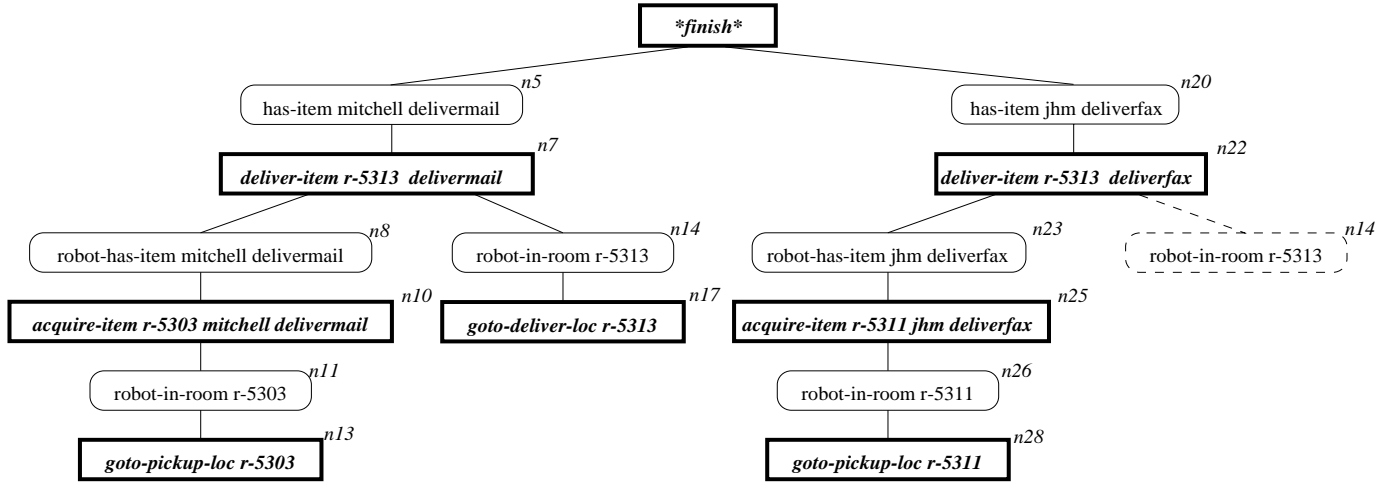 *finish*
n5
n20
has-item mitchell delivermail
has-item jhm deliverfax
n7
n22
deliver-item r-5313 delivermail
deliver-item r-5313 deliverfax
n8
n14
n23
n14
robot-has-item mitchell delivermail
robot-in-room r-5313
robot-has-item jhm deliverfax
robot-in-room r-5313
n10
n17
n25
acquire-item r-5303 mitchell delivermail
goto-deliver-loc r-5313
acquire-item r-5311 jhm deliverfax
n11
n26
robot-in-room r-5303
robot-in-room r-5311
n13
n28
goto-pickup-loc r-5303
goto-pickup-loc r-5311